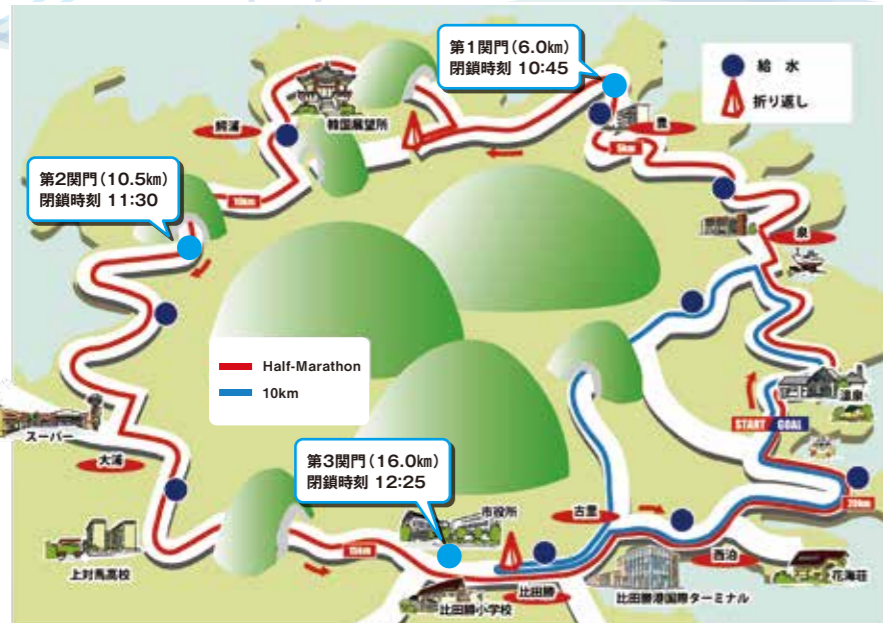 第1関門(6.0㎞)
閉鎖時刻 10:45
給 水
折り返し
韓国展望所
鰐浦
豊
5km
第2関門(10.5㎞)
閉鎖時刻 11:30
10km
泉
Half-Marathon
10km
温泉
START GOAL
スーパー
大浦
第3関門(16.0㎞)
閉鎖時刻 12:25
市役所
古里
20km
15km
上対馬高校
西泊
花海荘
比田勝
比田勝小学校
比田勝港国際ターミナル